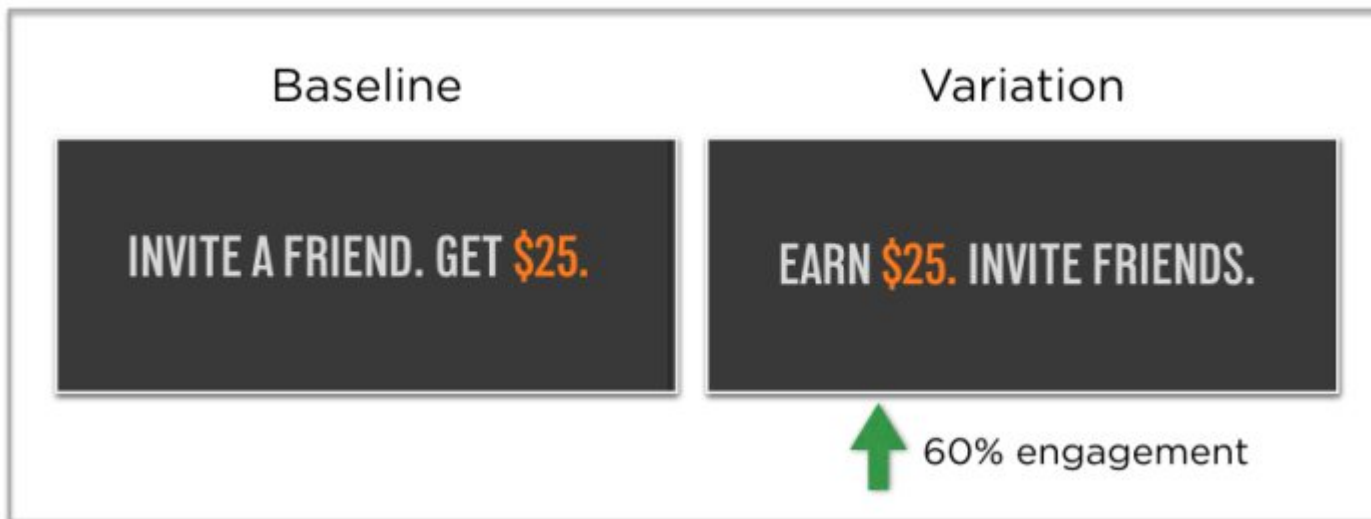 Baseline
INVITE A FRIEND. GET $25.
Variation
EARN $25. INVITE FRIENDS.
60% engagement